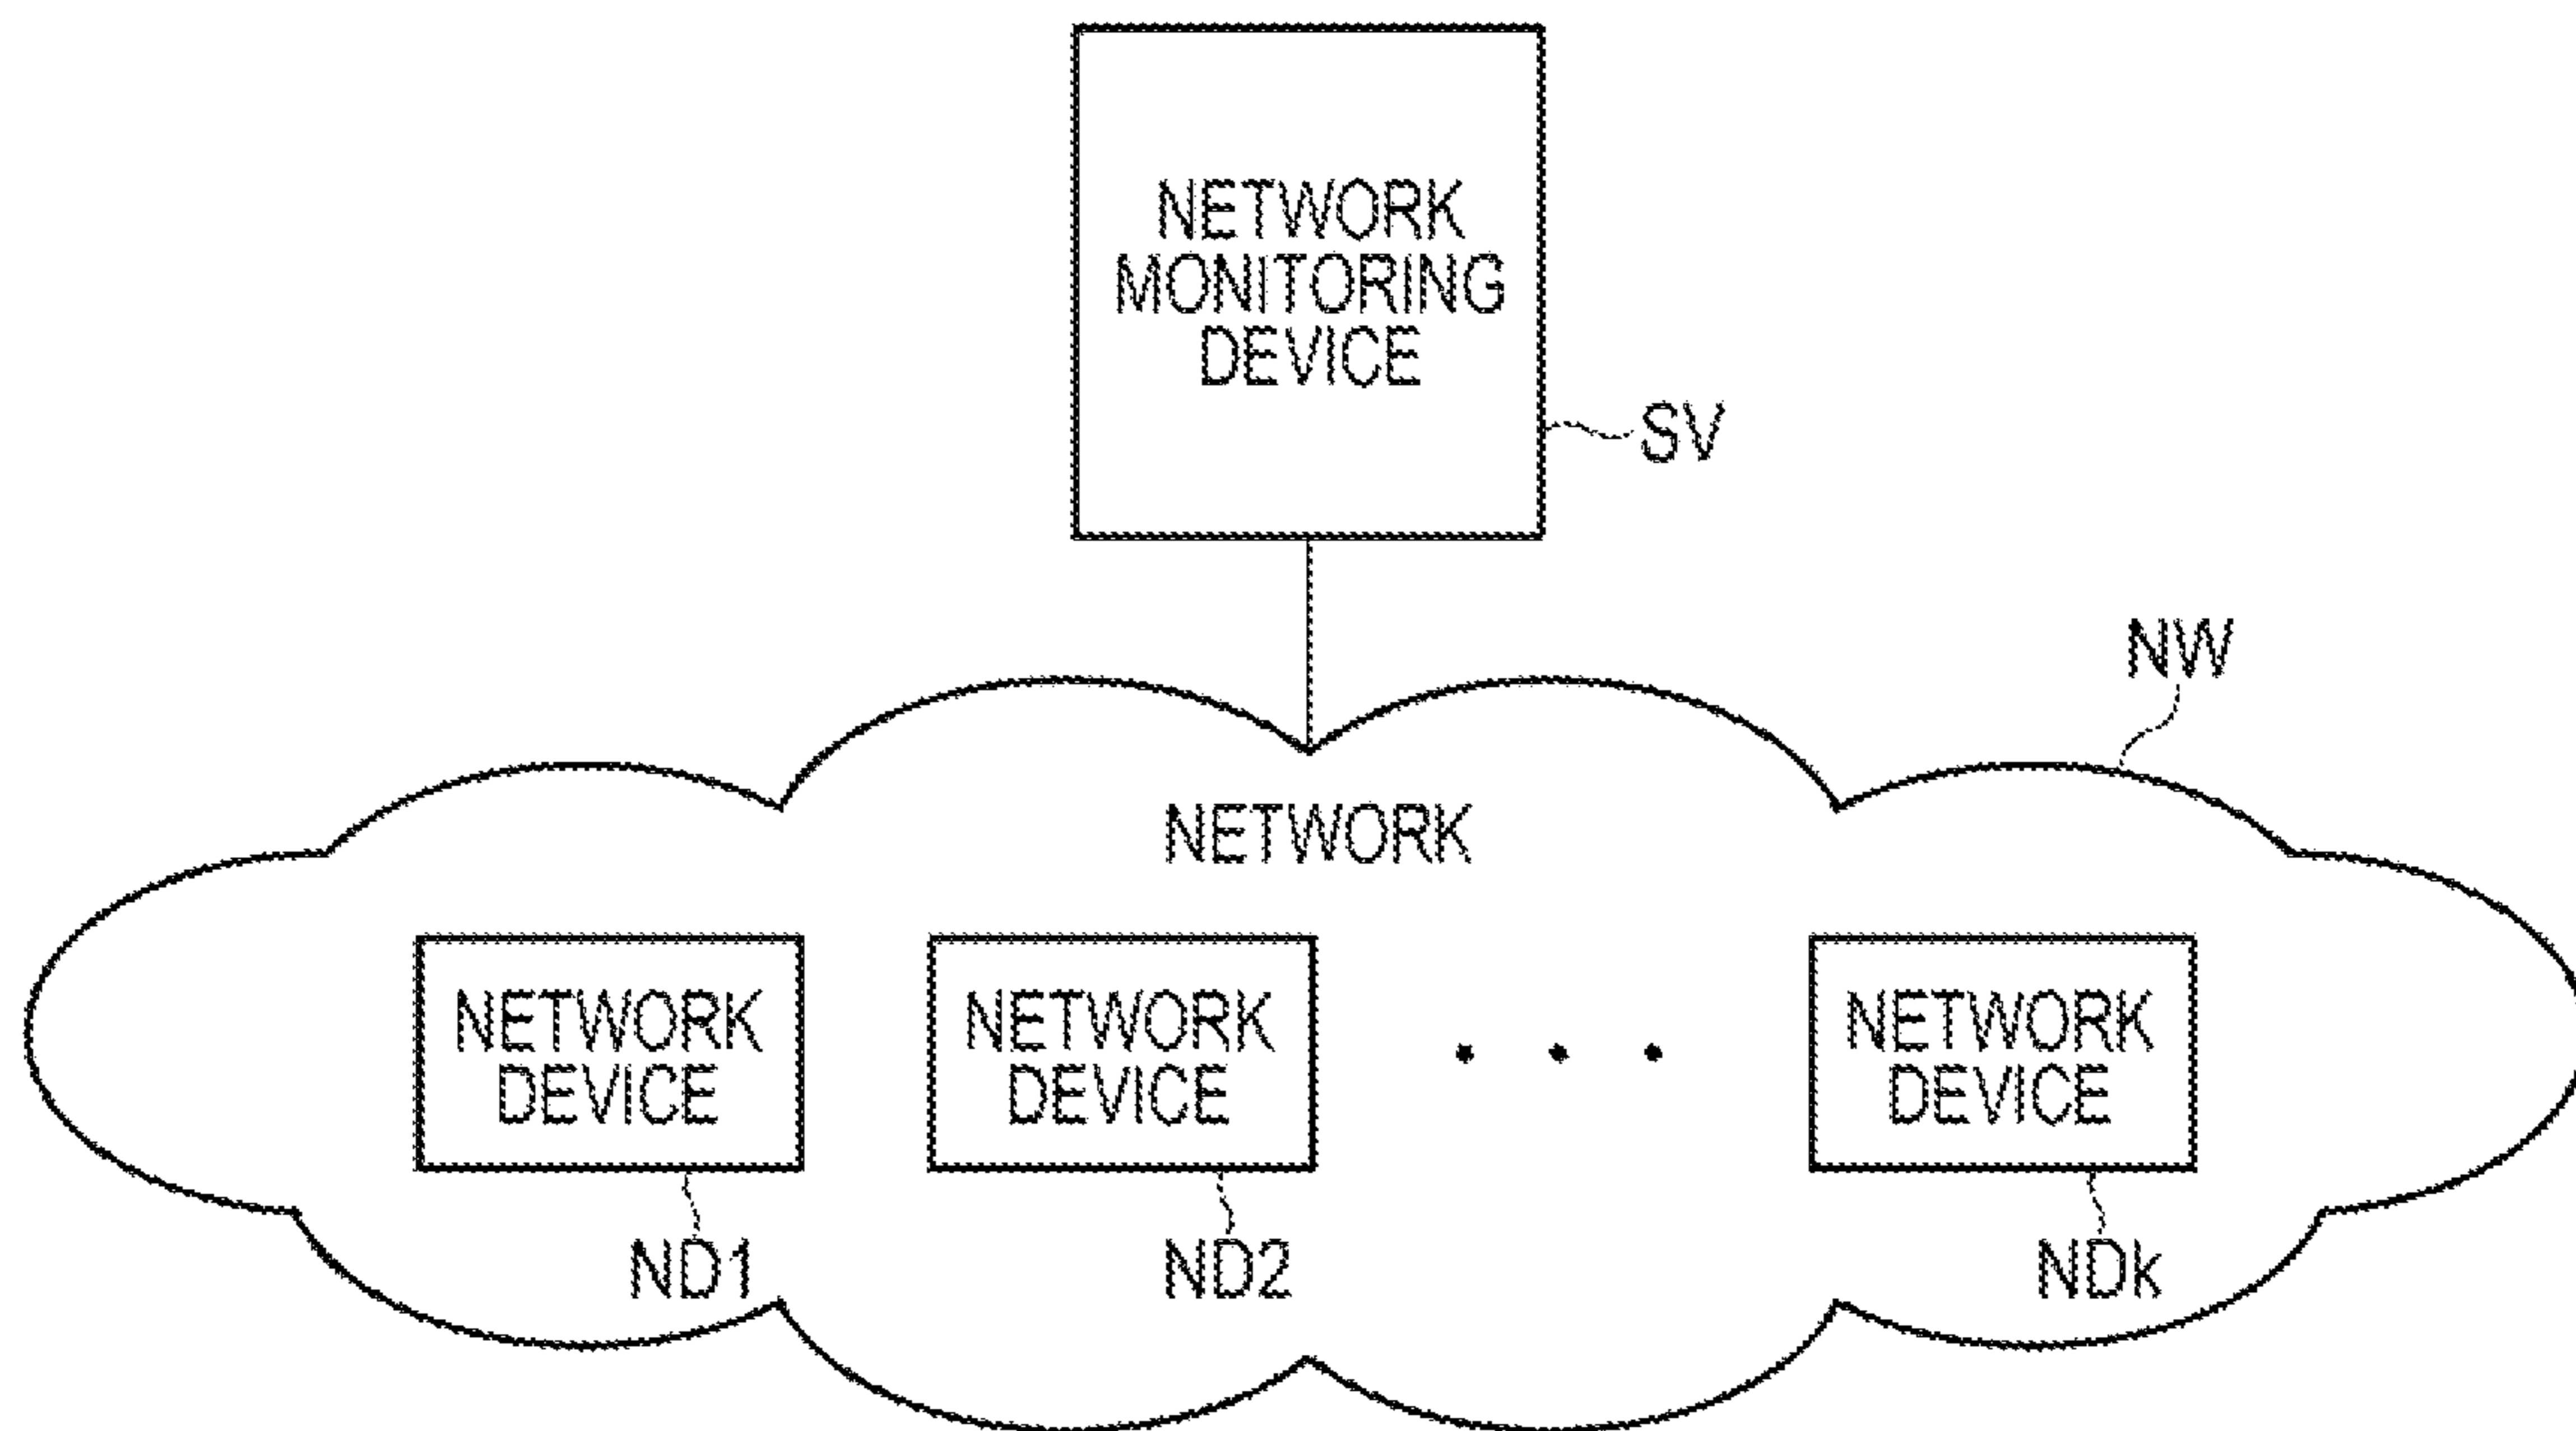 NETWORK
MONITORING
DEVICE
SV
NW
NETWORK
NETWORK
DEVICE
NETWORK
DEVICE
. . .
NETWORK
DEVICE
ND1
ND2
NDk